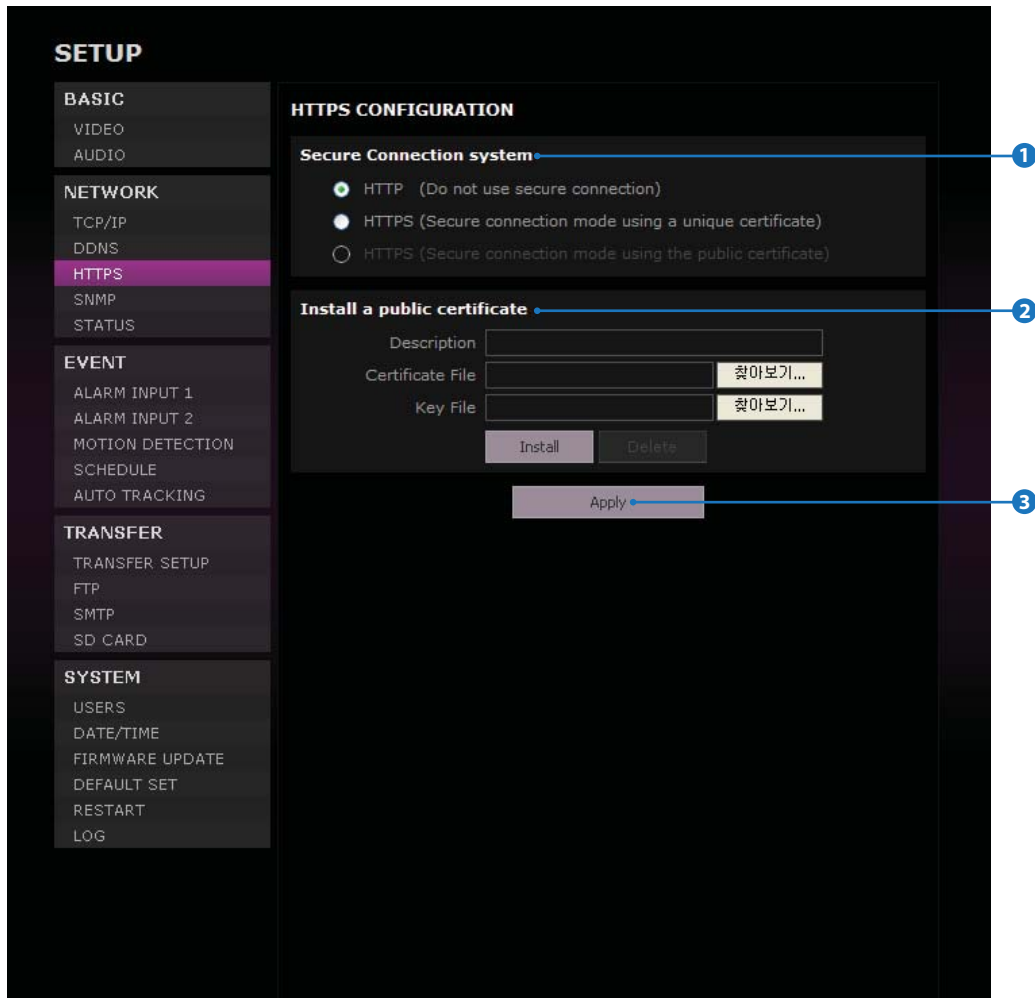 SETUP
BASIC
VIDEO
AUDIO
NETWORK
TCP/IP
DDNS
HTTPS
SNMP
STATUS
EVENT
ALARM INPUT 1
ALARM INPUT 2
MOTION DETECTION
SCHEDULE
AUTO TRACKING
TRANSFER
TRANSFER SETUP
FTP
SMTP
SD CARD
SYSTEM
USERS
DATE/TIME
FIRMWARE UPDATE
DEFAULT SET
RESTART
LOG
HTTPS CONFIGURATION
Secure Connection system 1
HTTP (Do not use secure connection)
HTTPS (Secure connection mode using a unique certificate)
HTTPS (Secure connection mode using the public certificate)
Install a public certificate 2
Description
Certificate File 찾아보기...
Key File 찾아보기...
Install Delete
Apply 3